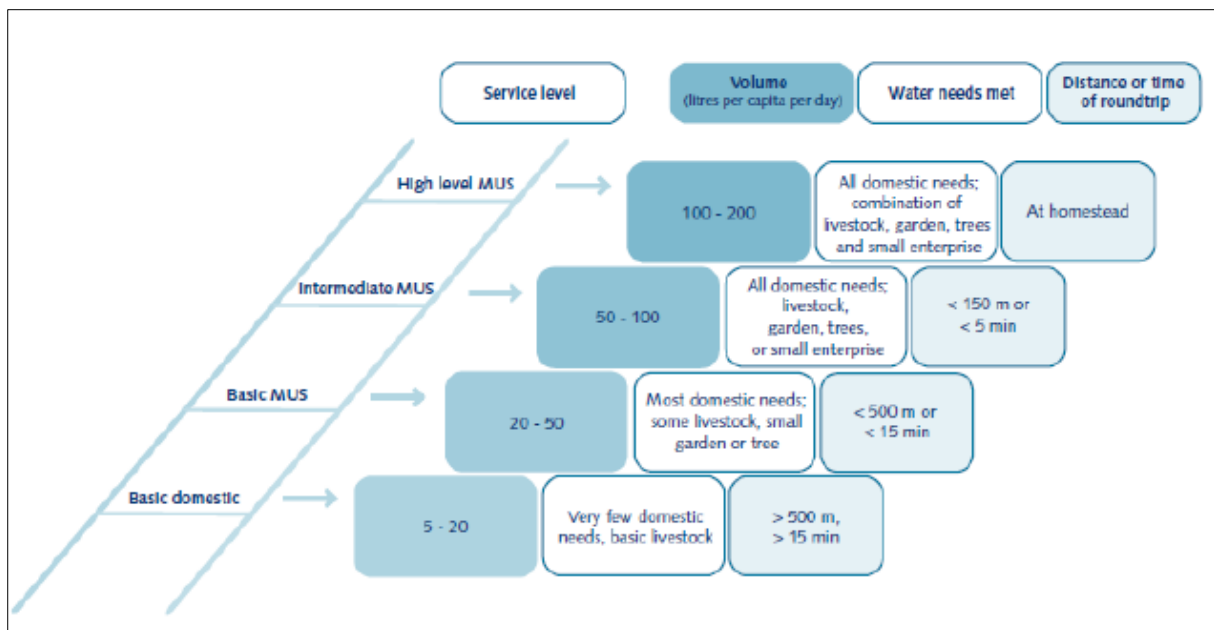 Service level
Volume
(litres per capita per day)
Water needs met
Distance or time
of roundtrip
High level MUS
100 - 200
All domestic needs;
combination of
livestock, garden, trees
and small enterprise
At homestead
Intermediate MUS
50 - 100
All domestic needs;
livestock,
garden, trees,
or small enterprise
< 150 m or
< 5 min
Basic MUS
20 - 50
Most domestic needs;
some livestock, small
garden or tree
< 500 m or
< 15 min
Basic domestic
5 - 20
Very few domestic
needs, basic livestock
> 500 m,
> 15 min